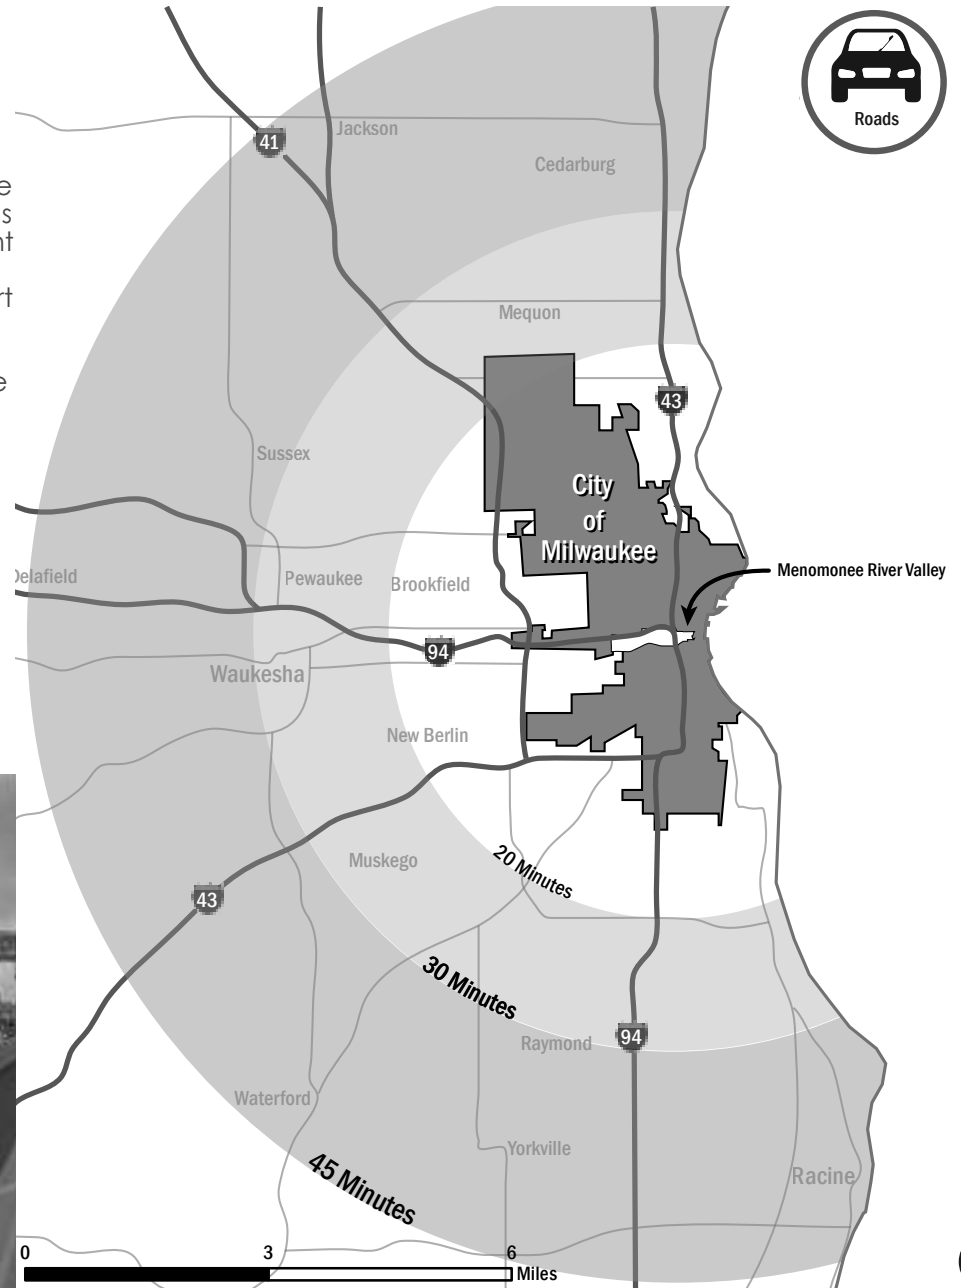 Roads
41
Jackson
Cedarburg
Mequon
43
Sussex
City
of
Milwaukee
Delafield
Pewaukee
Brookfield
Menomonee River Valley
94
Waukesha
New Berlin
20 Minutes
Muskego
43
30 Minutes
94
Raymond
Waterford
Yorkville
45 Minutes
Racine
0 3 6
Miles